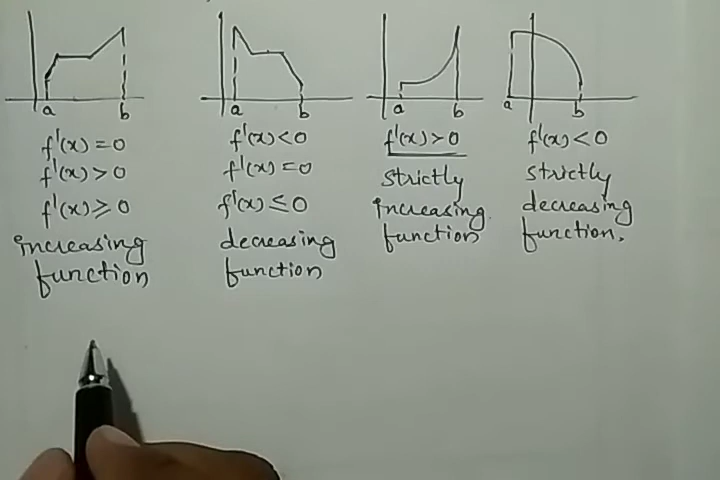 a b
f'(x) = 0
f'(x) > 0
f'(x) ≥ 0
increasing
function
a b
f'(x) < 0
f'(x) = 0
f'(x) ≤ 0
decreasing
function
a b
f'(x) > 0
strictly
increasing
function
a b
f'(x) < 0
strictly
decreasing
function.